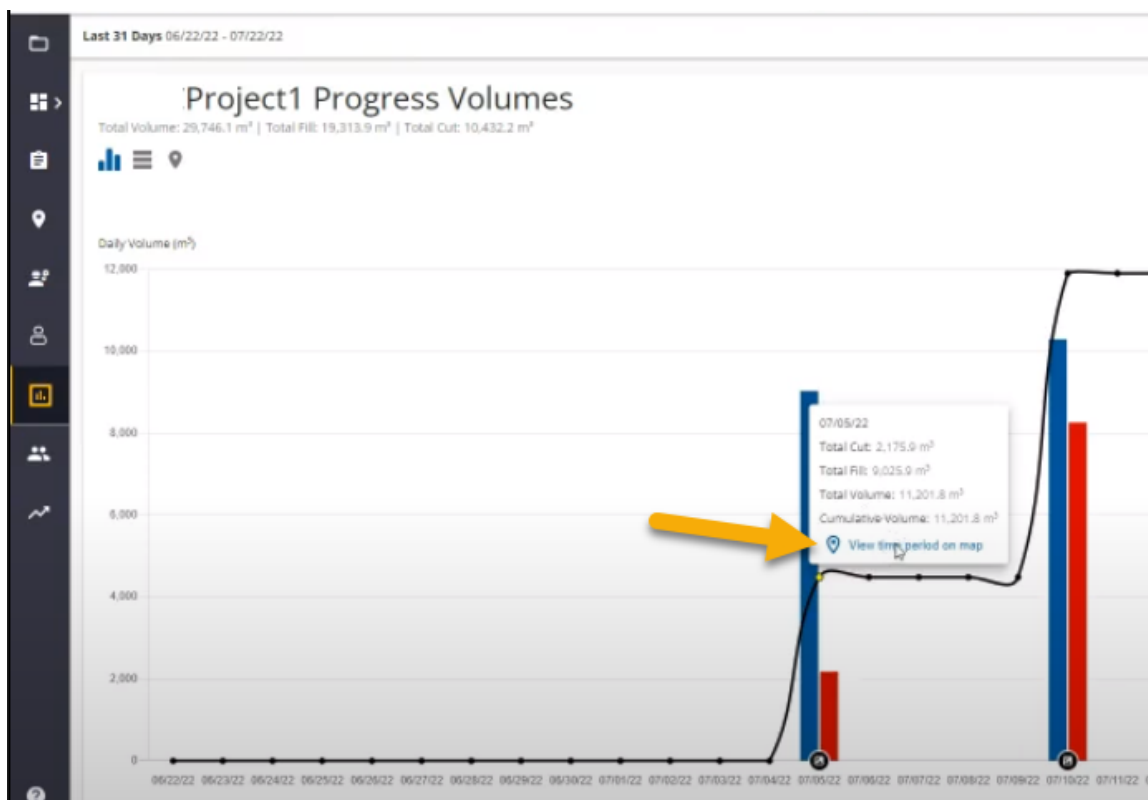 Last 31 Days 06/22/22 - 07/22/22
Project1 Progress Volumes
Total Volume: 29,746.1 m³ | Total Fill: 19,313.9 m³ | Total Cut: 10,432.2 m³
Daily Volume (m³)
12,000
10,000
8,000
6,000
4,000
2,000
0
07/05/22
Total Cut: 2,175.9 m³
Total Fill: 9,025.9 m³
Total Volume: 11,201.8 m³
Cumulative Volume: 11,201.8 m³
View time period on map
06/22/22 06/23/22 06/24/22 06/25/22 06/26/22 06/27/22 06/28/22 06/29/22 06/30/22 07/01/22 07/02/22 07/03/22 07/04/22 07/05/22 07/06/22 07/07/22 07/08/22 07/09/22 07/10/22 07/11/22